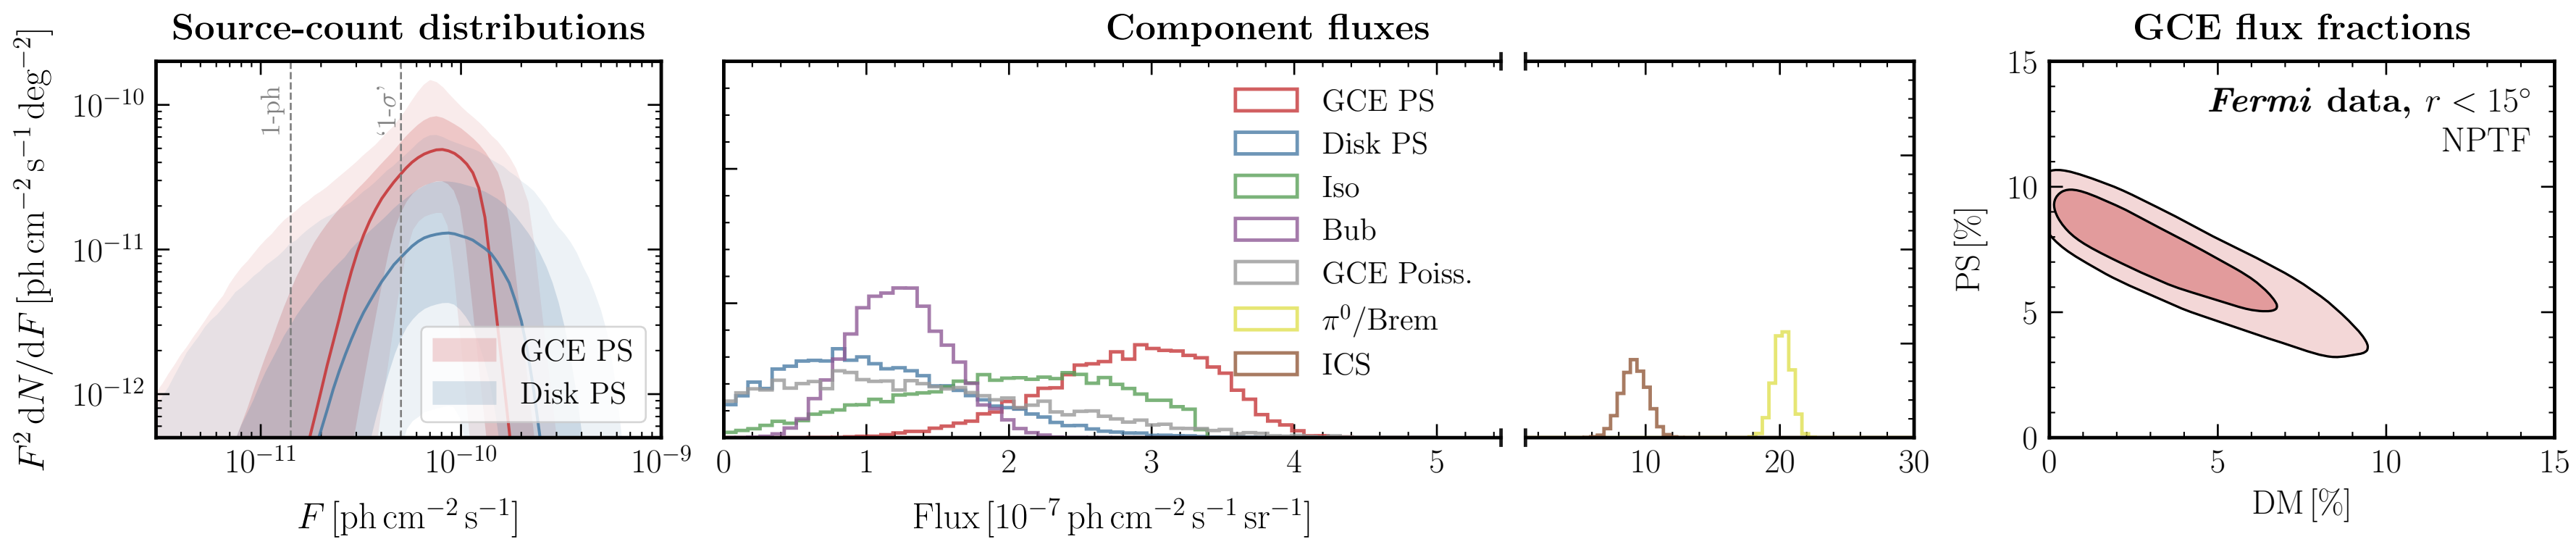 Source-count distributions
F² dN/dF [ph cm⁻² s⁻¹ deg⁻²]
10⁻¹⁰
10⁻¹¹
10⁻¹²
1-ph
'1-σ'
GCE PS
Disk PS
10⁻¹¹ 10⁻¹⁰ 10⁻⁹
F [ph cm⁻² s⁻¹]
Component fluxes
GCE PS
Disk PS
Iso
Bub
GCE Poiss.
π⁰/Brem
ICS
0 1 2 3 4 5 10 20 30
Flux [10⁻⁷ ph cm⁻² s⁻¹ sr⁻¹]
GCE flux fractions
Fermi data, r < 15°
NPTF
PS [%]
15
10
5
0
0 5 10 15
DM [%]